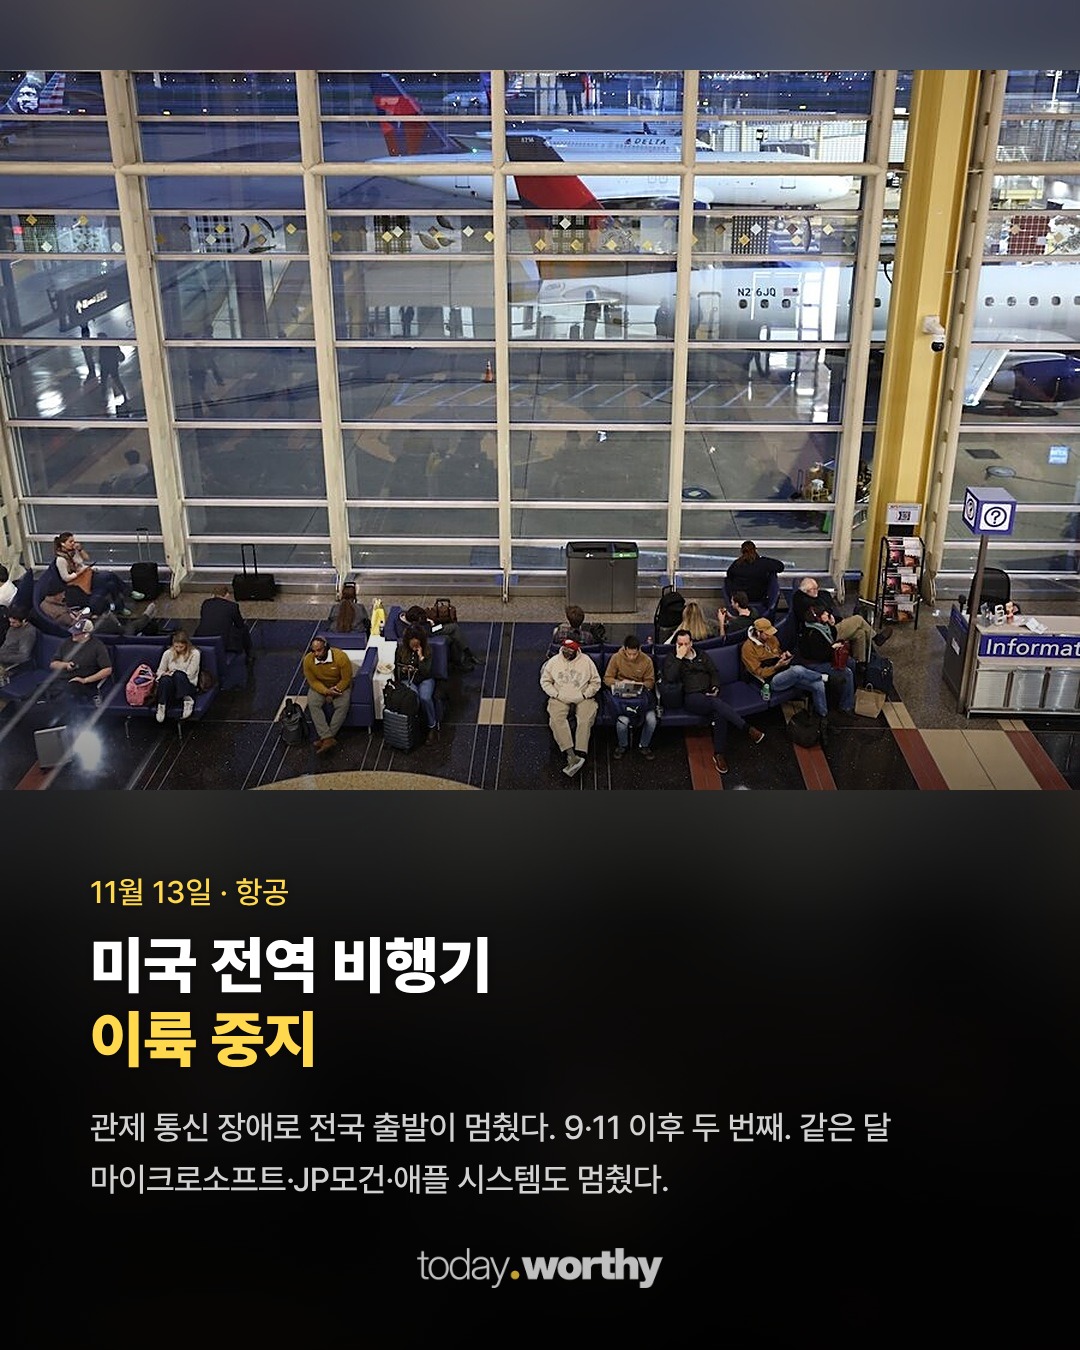 DELTA
N216JQ
?
?
Informat
11월 13일 · 항공
미국 전역 비행기
이륙 중지
관제 통신 장애로 전국 출발이 멈췄다. 9·11 이후 두 번째. 같은 달
마이크로소프트·JP모건·애플 시스템도 멈췄다.
today.worthy